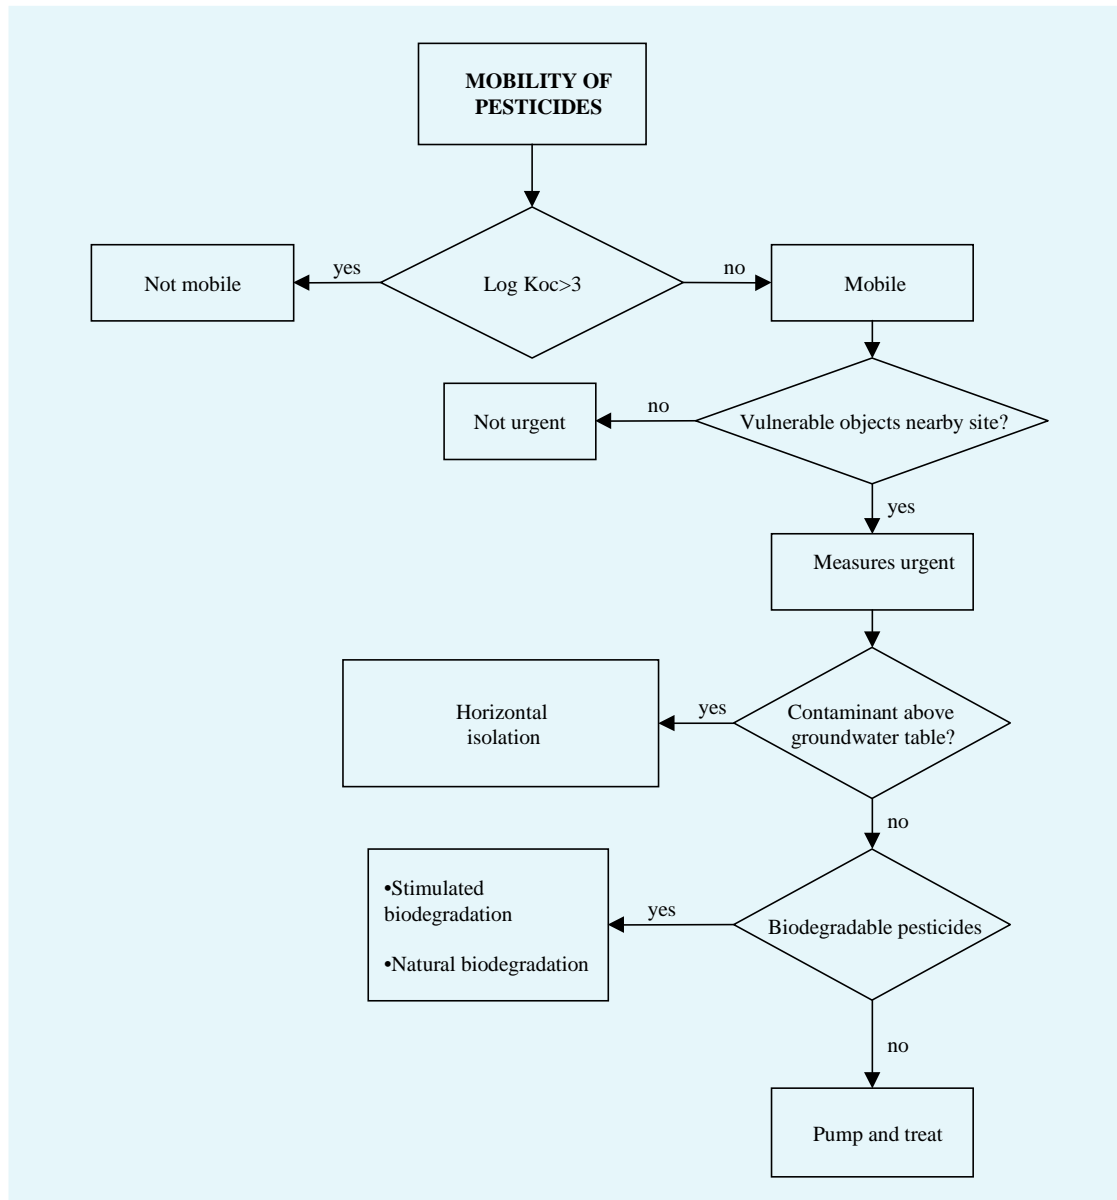 MOBILITY OF
PESTICIDES
Not mobile
yes
Log Koc>3
no
Mobile
Not urgent
no
Vulnerable objects nearby site?
yes
Measures urgent
Horizontal
isolation
yes
Contaminant above
groundwater table?
no
•Stimulated
biodegradation
•Natural biodegradation
yes
Biodegradable pesticides
no
Pump and treat